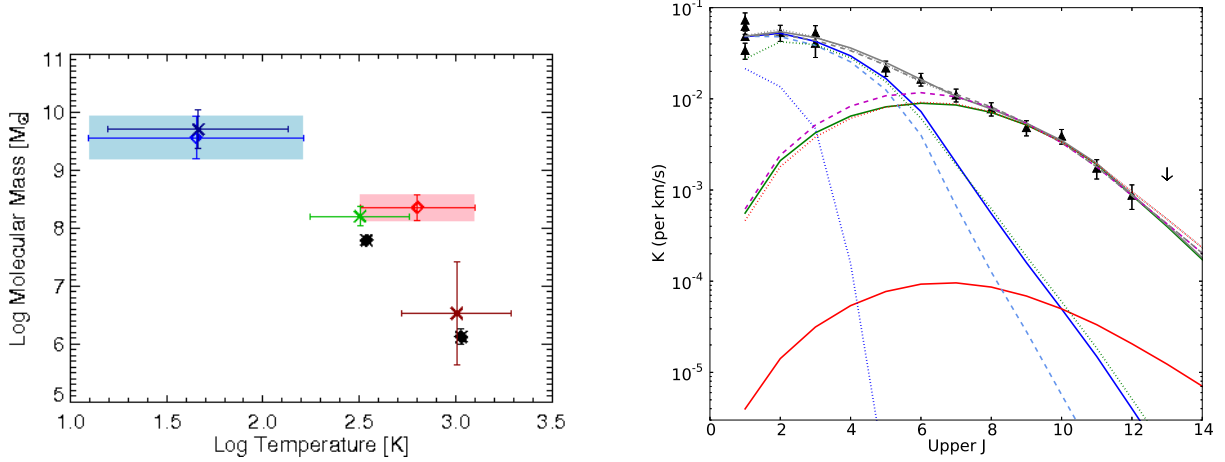 Log Molecular Mass [M⊙]
11
10
9
8
7
6
5
1.0 1.5 2.0 2.5 3.0 3.5
Log Temperature [K]
K (per km/s)
10⁻¹
10⁻²
10⁻³
10⁻⁴
10⁻⁵
0 2 4 6 8 10 12 14
Upper J